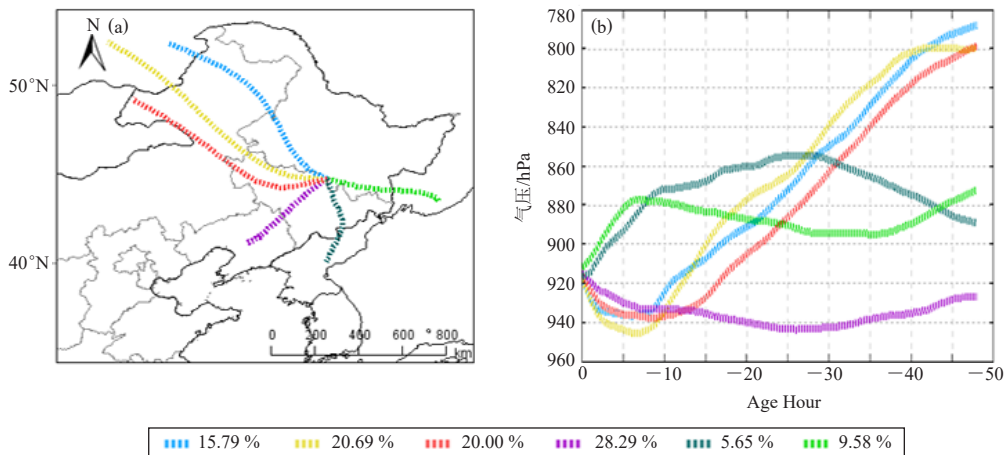 N (a)
50°N
40°N
0 200 400 600 ° 800
km
(b)
780
800
820
840
860
880
900
920
940
960
气压/hPa
0 －10 －20 －30 －40 －50
Age Hour
15.79 % 20.69 % 20.00 % 28.29 % 5.65 % 9.58 %